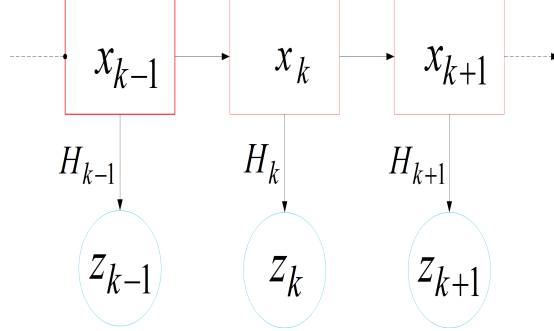 x_{k-1} x_k x_{k+1}
H_{k-1} H_k H_{k+1}
z_{k-1} z_k z_{k+1}